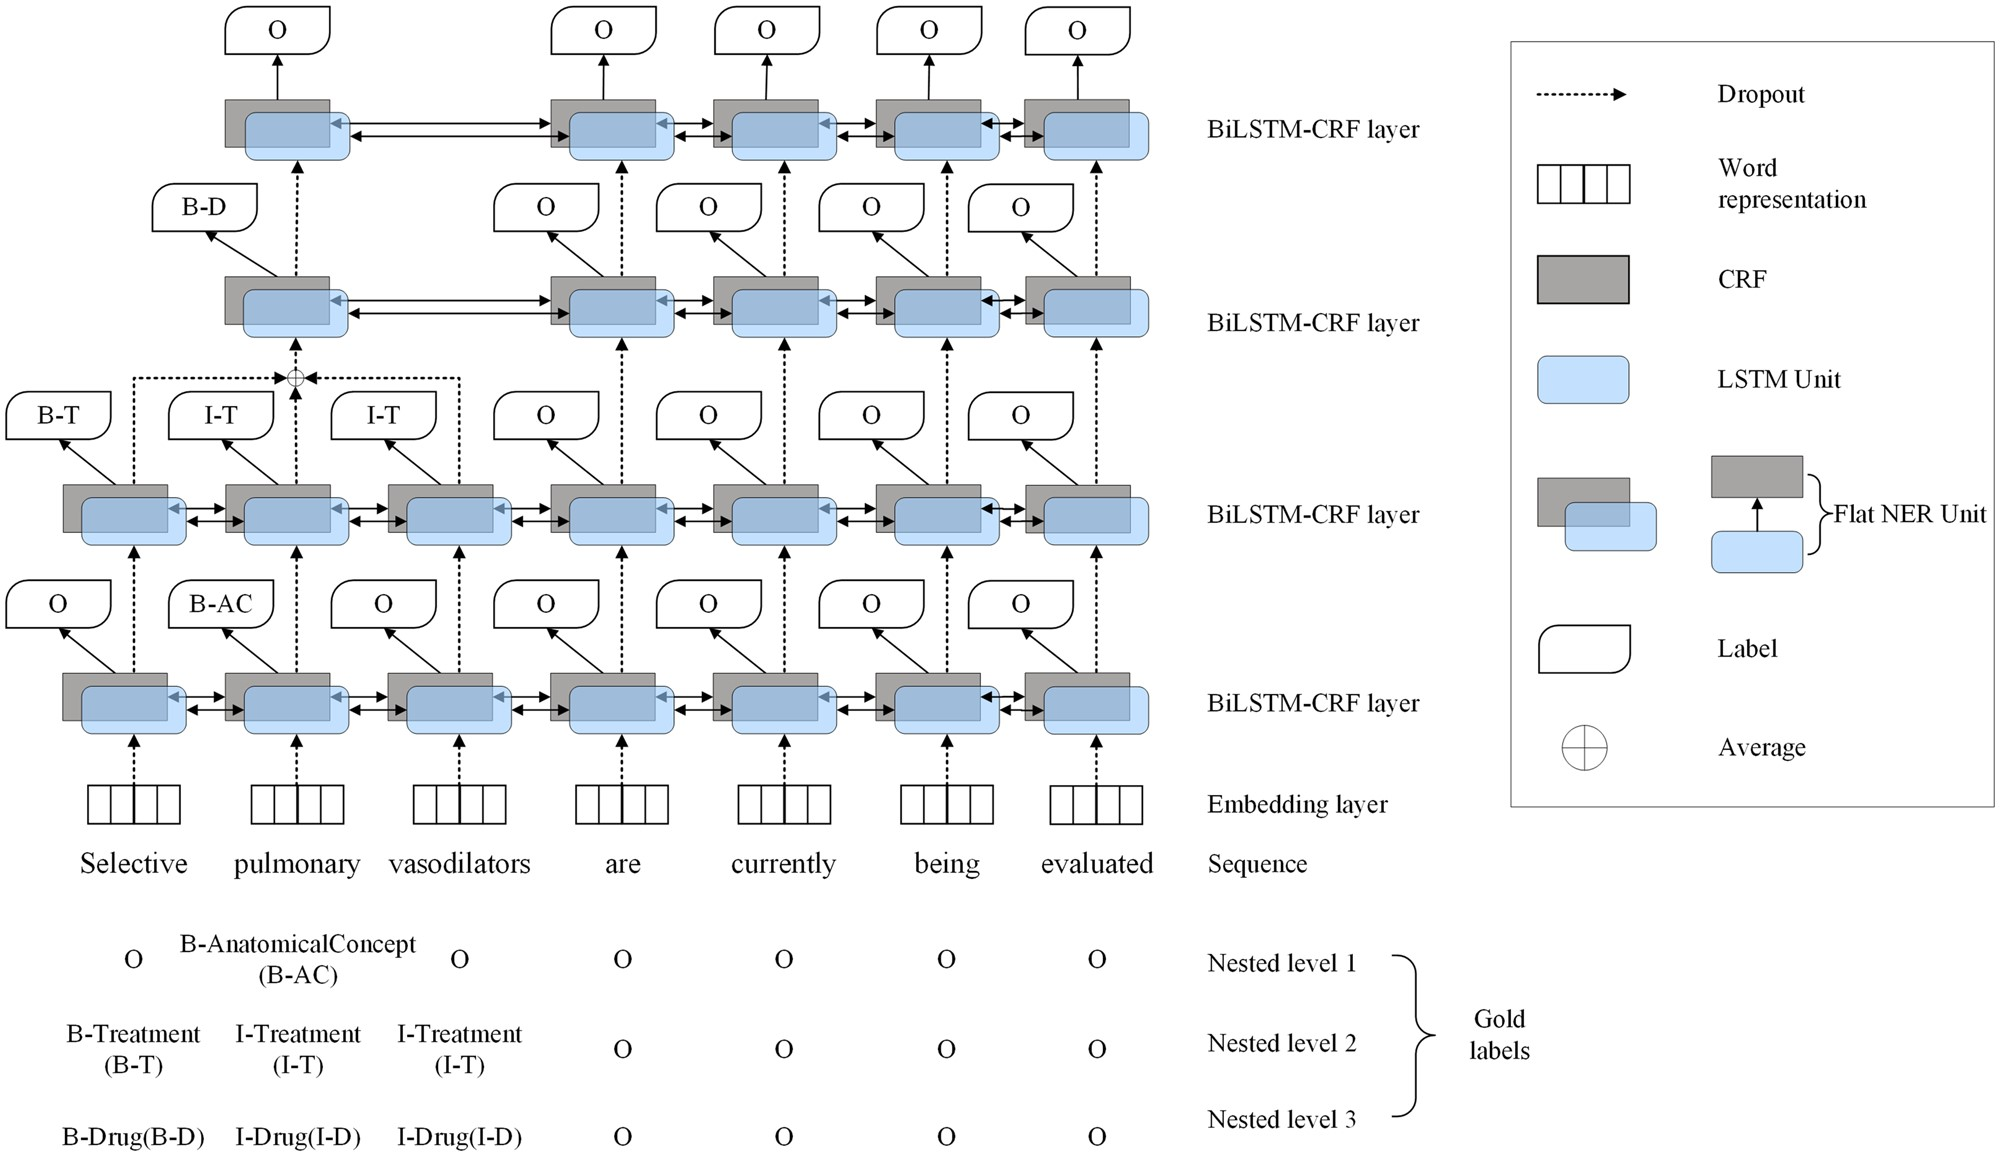 O O O O O
BiLSTM-CRF layer
B-D O O O O
BiLSTM-CRF layer
B-T I-T I-T O O O O
BiLSTM-CRF layer
O B-AC O O O O O
BiLSTM-CRF layer
Embedding layer
Selective pulmonary vasodilators are currently being evaluated Sequence
B-AnatomicalConcept
O (B-AC) O O O O O Nested level 1
B-Treatment I-Treatment I-Treatment
(B-T) (I-T) (I-T) O O O O Nested level 2
B-Drug(B-D) I-Drug(I-D) I-Drug(I-D) O O O O Nested level 3
Gold
labels
Dropout
Word
representation
CRF
LSTM Unit
Flat NER Unit
Label
Average